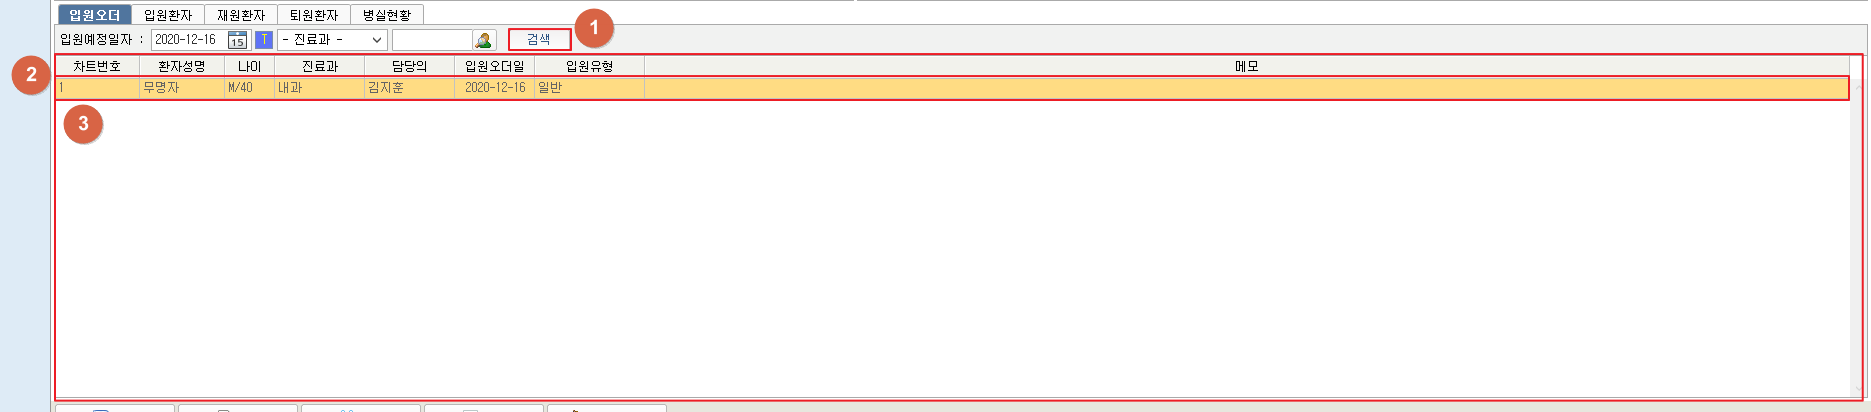 입원오더 입원환자 재원환자 퇴원환자 병실현황
입원예정일자 : 2020-12-16 15 T - 진료과 - 검색 1
2 차트번호 환자성명 나이 진료과 담당의 입원오더일 입원유형 메모
1 무명자 M/40 내과 김지훈 2020-12-16 일반
3